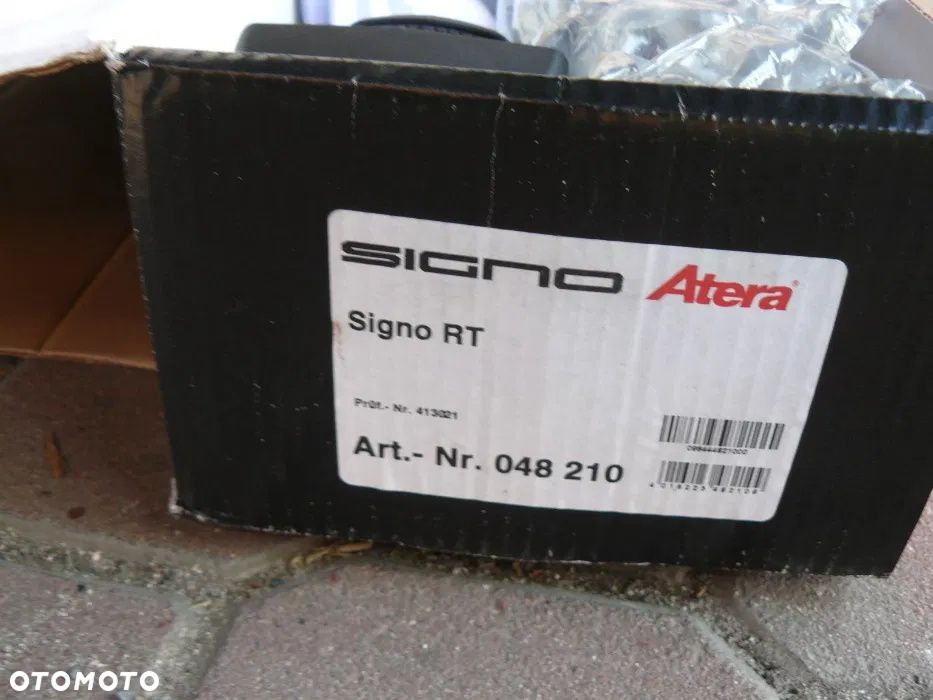 SIGNO Atera®
Signo RT
Prüf.- Nr. 413021
Art.- Nr. 048 210
OTOMOTO